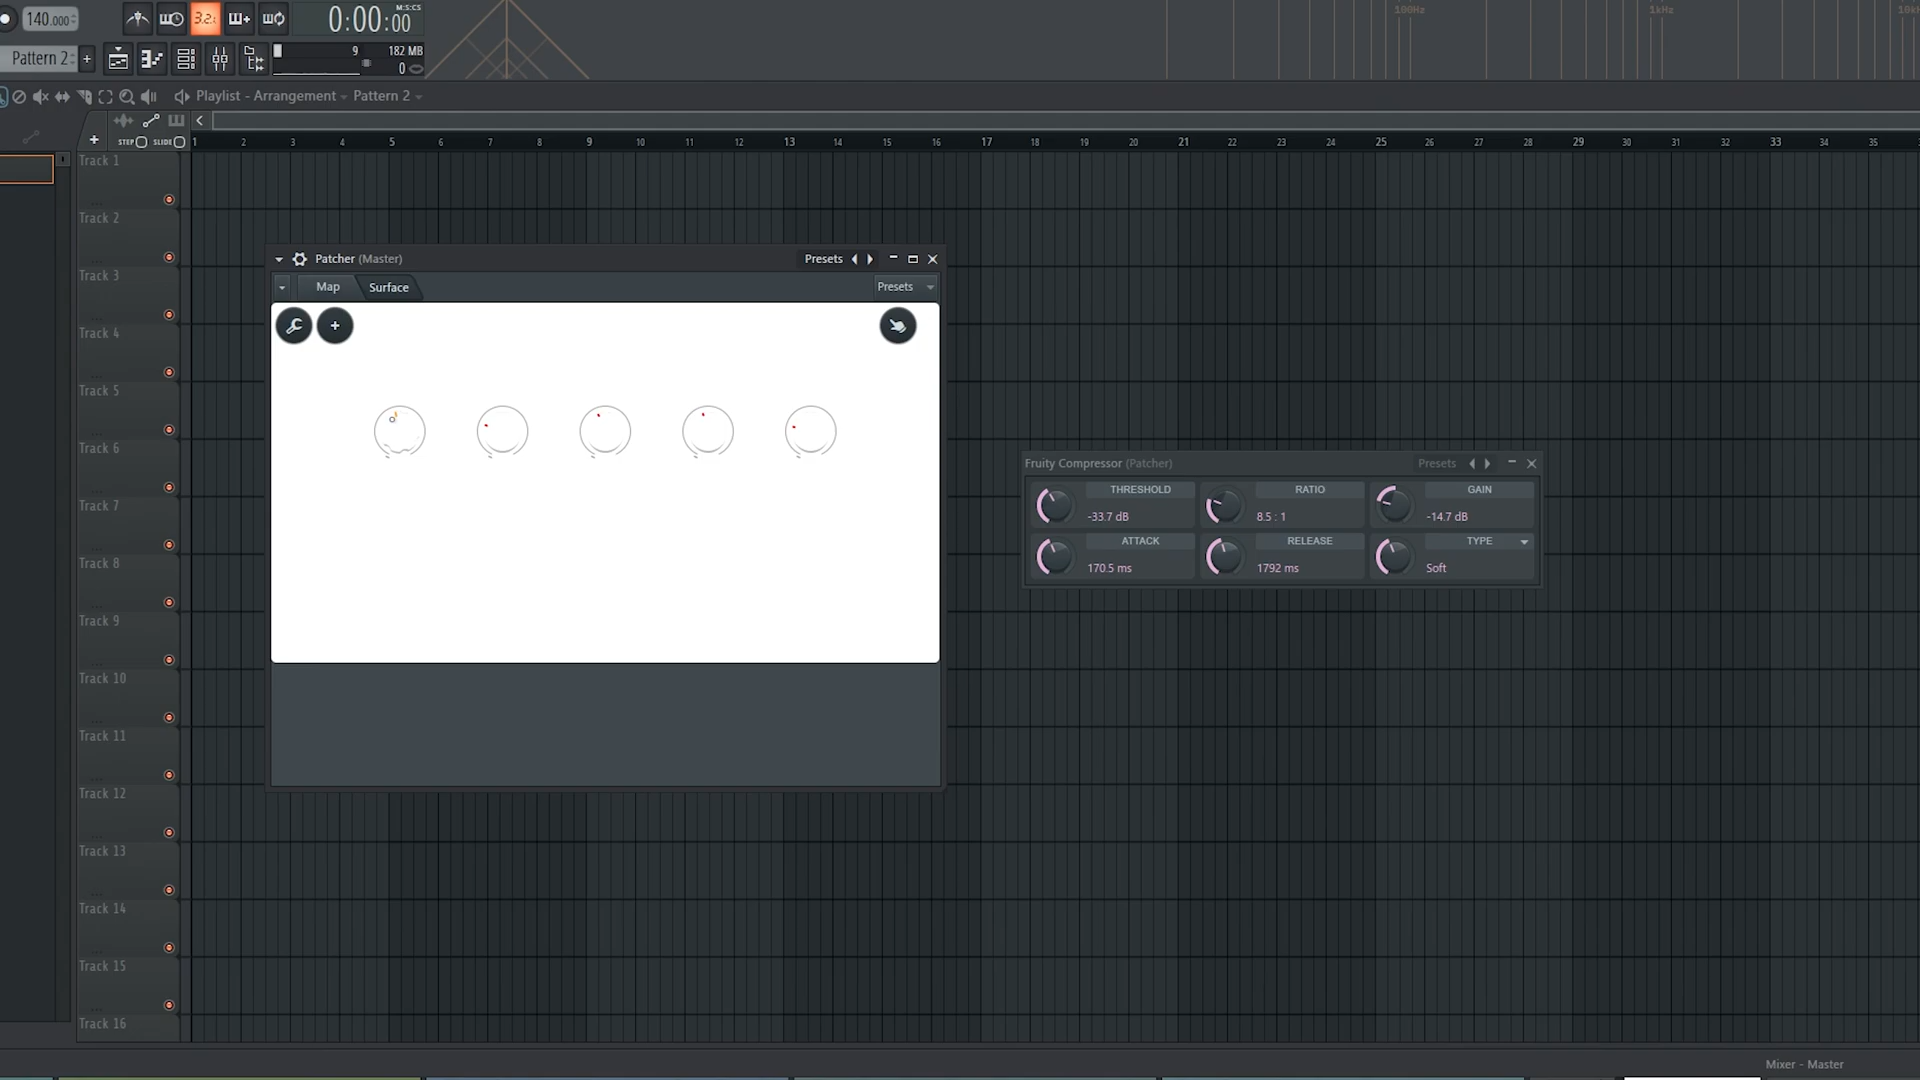 140.000
3.2.
0:00:00
M:S:CS
Pattern 2
9
182 MB
0
100Hz
1kHz
10k
Playlist - Arrangement
Pattern 2
STEP
SLIDE
1 2 3 4 5 6 7 8 9 10 11 12 13 14 15 16 17 18 19 20 21 22 23 24 25 26 27 28 29 30 31 32 33 34 35
Track 1
Track 2
Track 3
Track 4
Track 5
Track 6
Track 7
Track 8
Track 9
Track 10
Track 11
Track 12
Track 13
Track 14
Track 15
Track 16
Patcher (Master)
Presets
Map
Surface
Presets
Fruity Compressor (Patcher)
Presets
THRESHOLD
-33.7 dB
RATIO
8.5 : 1
GAIN
-14.7 dB
ATTACK
170.5 ms
RELEASE
1792 ms
TYPE
Soft
Mixer - Master